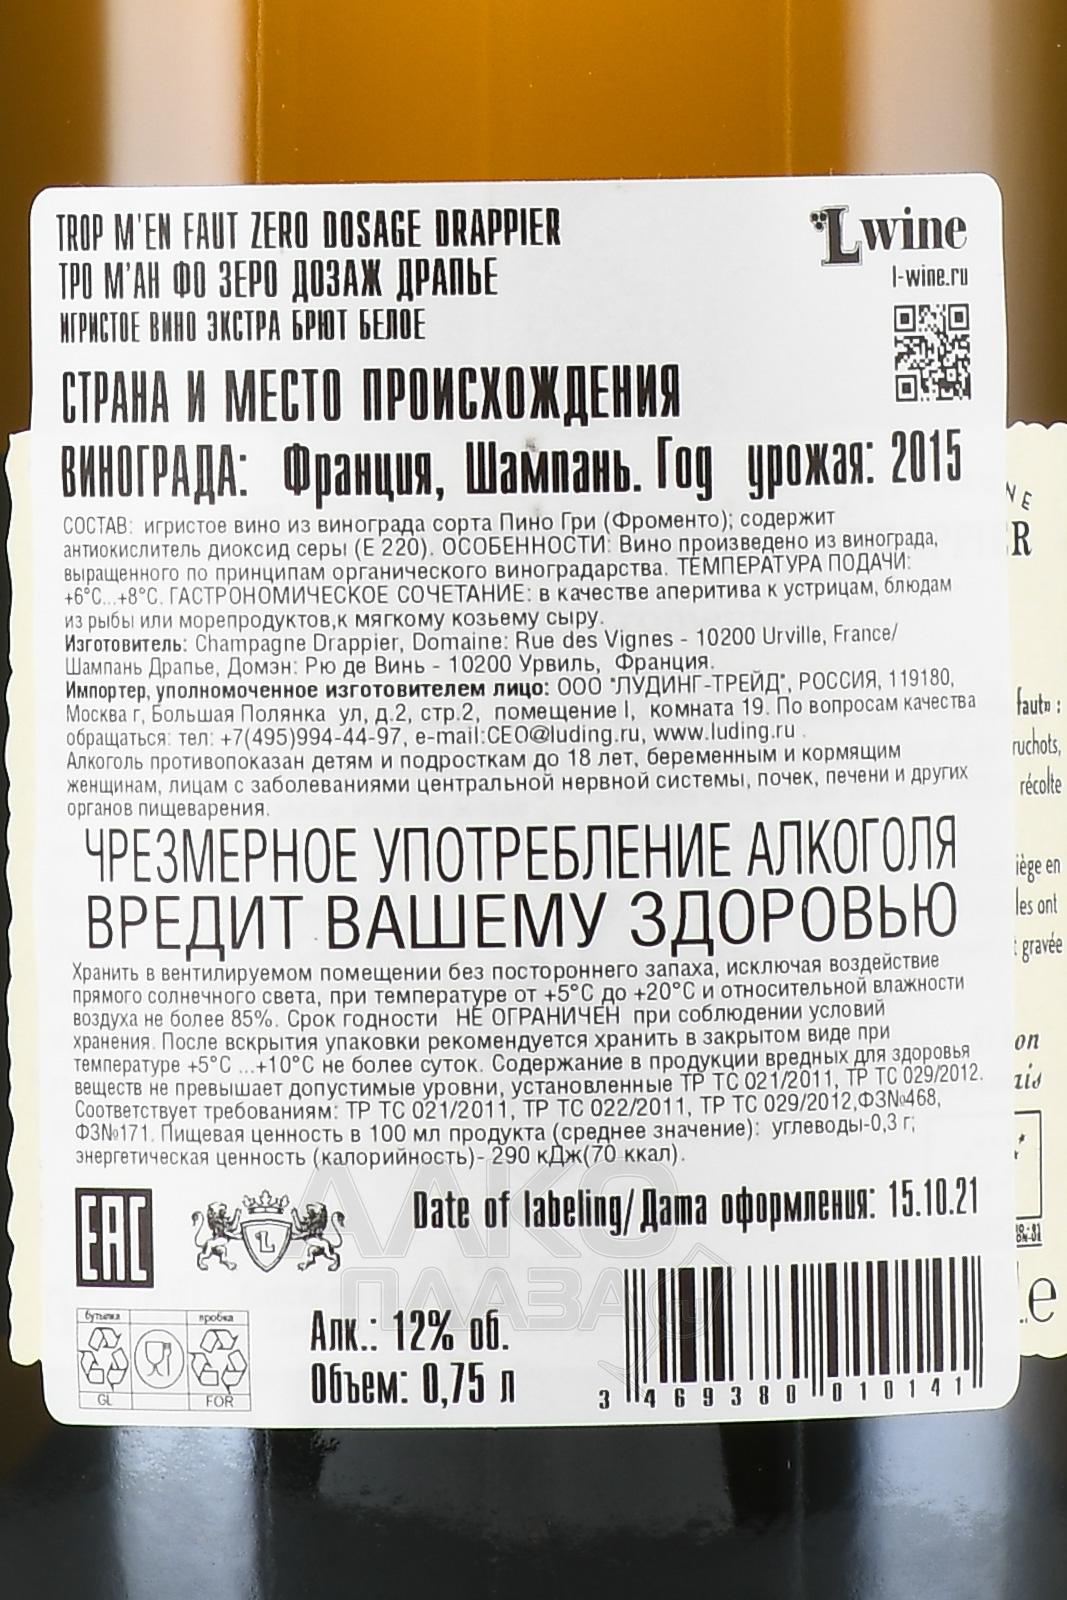 TROP M'EN FAUT ZERO DOSAGE DRAPPIER
ТРО М'АН ФО ЗЕРО ДОЗАЖ ДРАПЬЕ
ИГРИСТОЕ ВИНО ЭКСТРА БРЮТ БЕЛОЕ
Lwine
l-wine.ru
СТРАНА И МЕСТО ПРОИСХОЖДЕНИЯ
ВИНОГРАДА: Франция, Шампань. Год урожая: 2015
СОСТАВ: игристое вино из винограда сорта Пино Гри (Фроменто); содержит
антиокислитель диоксид серы (Е 220). ОСОБЕННОСТИ: Вино произведено из винограда,
выращенного по принципам органического виноградарства. ТЕМПЕРАТУРА ПОДАЧИ:
+6°С...+8°С. ГАСТРОНОМИЧЕСКОЕ СОЧЕТАНИЕ: в качестве аперитива к устрицам, блюдам
из рыбы или морепродуктов,к мягкому козьему сыру.
Изготовитель: Champagne Drappier, Domaine: Rue des Vignes - 10200 Urville, France/
Шампань Драпье, Домэн: Рю де Винь - 10200 Урвиль, Франция.
Импортер, уполномоченное изготовителем лицо: ООО "ЛУДИНГ-ТРЕЙД", РОССИЯ, 119180,
Москва г, Большая Полянка ул, д.2, стр.2, помещение I, комната 19. По вопросам качества
обращаться: тел: +7(495)994-44-97, e-mail:CEO@luding.ru, www.luding.ru .
Алкоголь противопоказан детям и подросткам до 18 лет, беременным и кормящим
женщинам, лицам с заболеваниями центральной нервной системы, почек, печени и других
органов пищеварения.
ЧРЕЗМЕРНОЕ УПОТРЕБЛЕНИЕ АЛКОГОЛЯ
ВРЕДИТ ВАШЕМУ ЗДОРОВЬЮ
Хранить в вентилируемом помещении без постороннего запаха, исключая воздействие
прямого солнечного света, при температуре от +5°С до +20°С и относительной влажности
воздуха не более 85%. Срок годности НЕ ОГРАНИЧЕН при соблюдении условий
хранения. После вскрытия упаковки рекомендуется хранить в закрытом виде при
температуре +5°С ...+10°С не более суток. Содержание в продукции вредных для здоровья
веществ не превышает допустимые уровни, установленные ТР ТС 021/2011, ТР ТС 029/2012.
Соответствует требованиям: ТР ТС 021/2011, ТР ТС 022/2011, ТР ТС 029/2012,ФЗ№468,
ФЗ№171. Пищевая ценность в 100 мл продукта (среднее значение): углеводы-0,3 г;
энергетическая ценность (калорийность)- 290 кДж(70 ккал).
EAC
L
Date of labeling/Дата оформления: 15.10.21
бутылка
пробка
GL
FOR
Алк.: 12% об.
Объем: 0,75 л
3 469380 010141
АЛКО
ПЛАЗА
NE
ER
faut» :
ruchots,
récolte
iège en
les ont
t gravée
on
ais